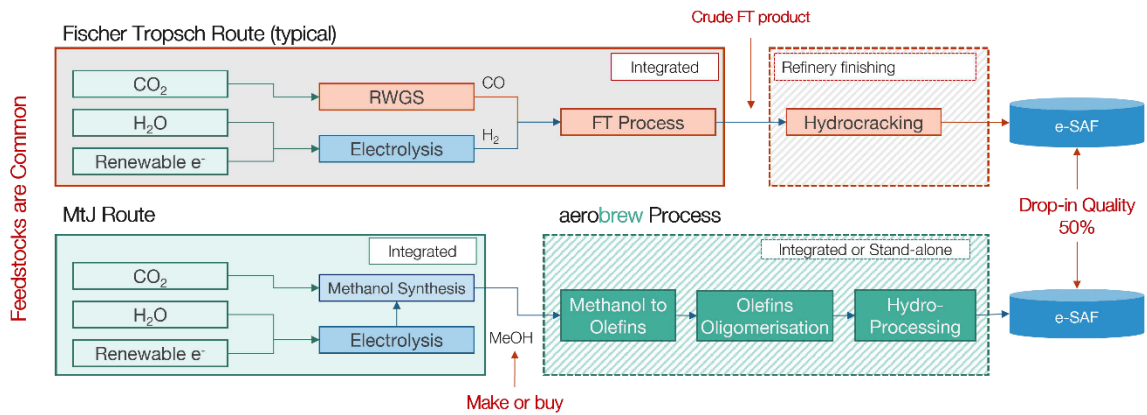 Crude FT product
Fischer Tropsch Route (typical)
Integrated
Refinery finishing
CO₂
H₂O
Renewable e⁻
RWGS
CO
Electrolysis
H₂
FT Process
Hydrocracking
e-SAF
Feedstocks are Common
Drop-in Quality
50%
MtJ Route
Integrated
CO₂
H₂O
Renewable e⁻
Methanol Synthesis
Electrolysis
MeOH
Make or buy
aerobrew Process
Integrated or Stand-alone
Methanol to
Olefins
Olefins
Oligomerisation
Hydro-
Processing
e-SAF